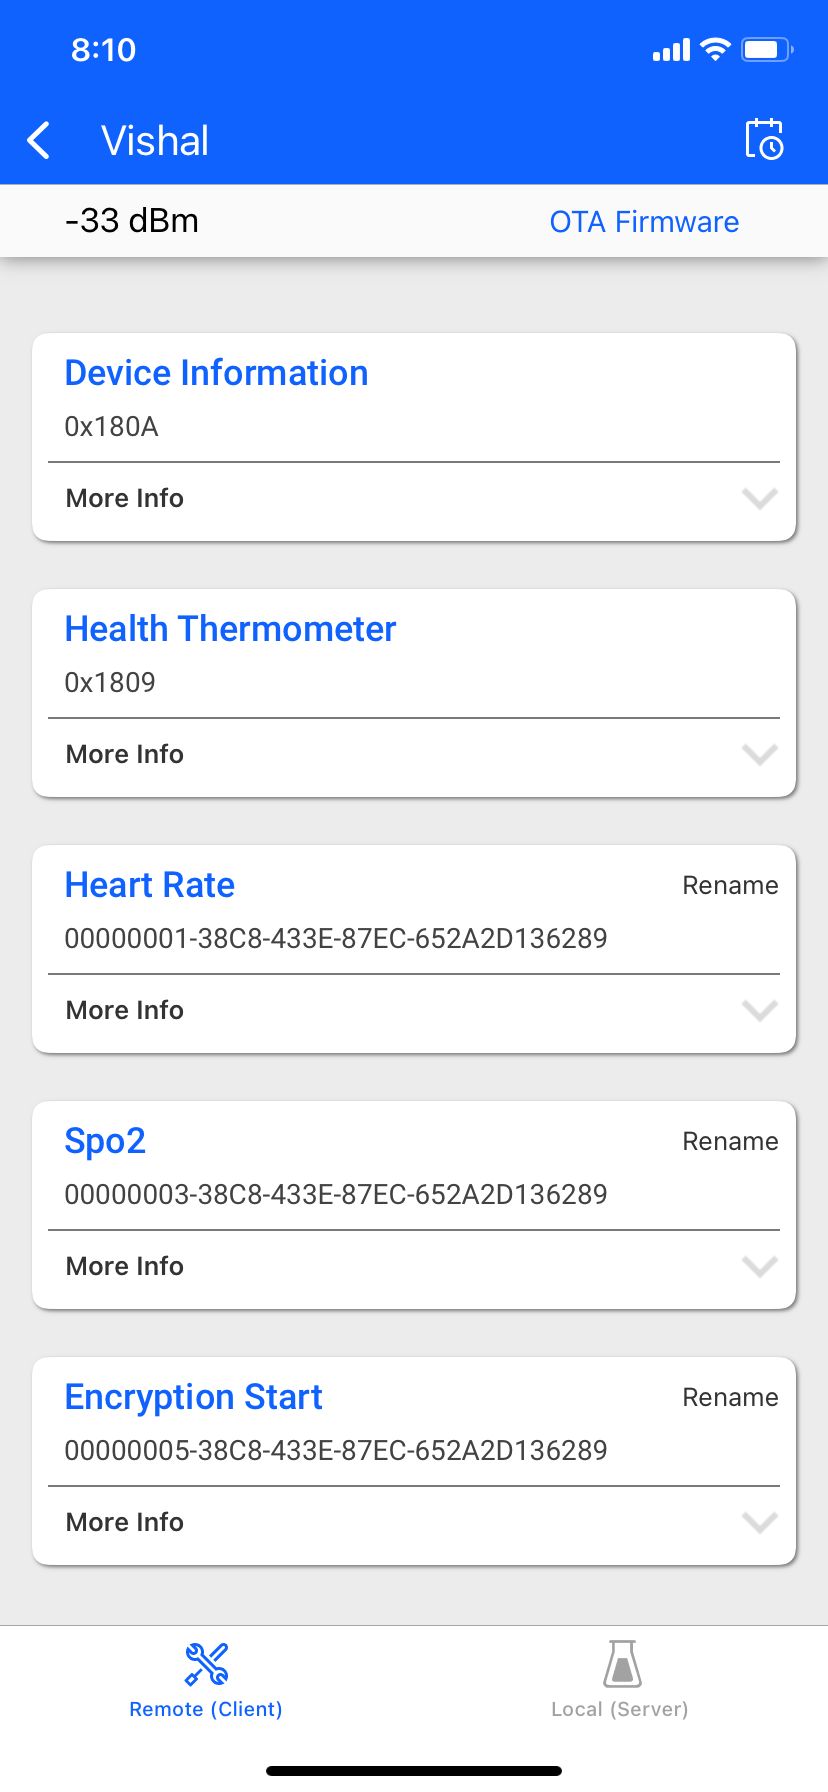 8:10
Vishal
-33 dBm OTA Firmware
Device Information
0x180A
More Info
Health Thermometer
0x1809
More Info
Heart Rate Rename
00000001-38C8-433E-87EC-652A2D136289
More Info
Spo2 Rename
00000003-38C8-433E-87EC-652A2D136289
More Info
Encryption Start Rename
00000005-38C8-433E-87EC-652A2D136289
More Info
Remote (Client) Local (Server)